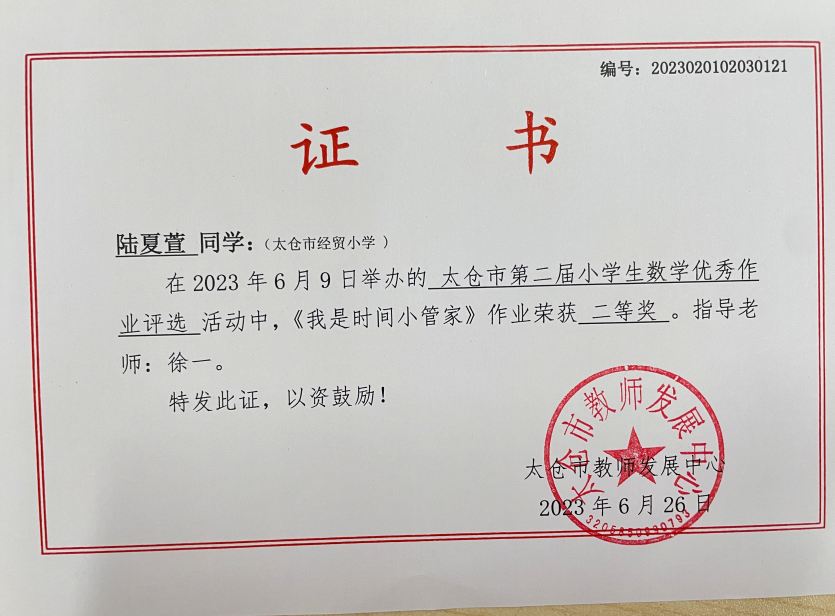 编号：2023020102030121
证 书
陆夏萱 同学：（太仓市经贸小学 ）
在 2023 年 6 月 9 日举办的 太仓市第二届小学生数学优秀作
业评选 活动中，《我是时间小管家》作业荣获 二等奖 。指导老
师：徐一。
特发此证，以资鼓励！
太仓市教师发展中心
太仓市教师发展中心
2023 年 6 月 26 日